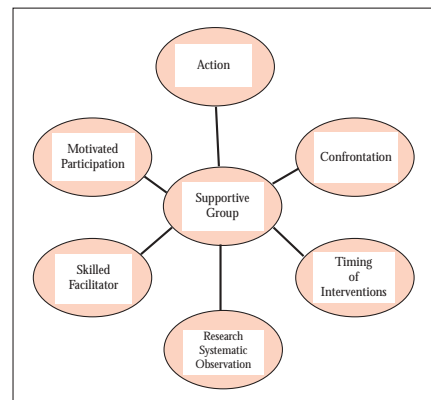 Action
Motivated
Participation
Confrontation
Supportive
Group
Skilled
Facilitator
Timing
of
Interventions
Research
Systematic
Observation